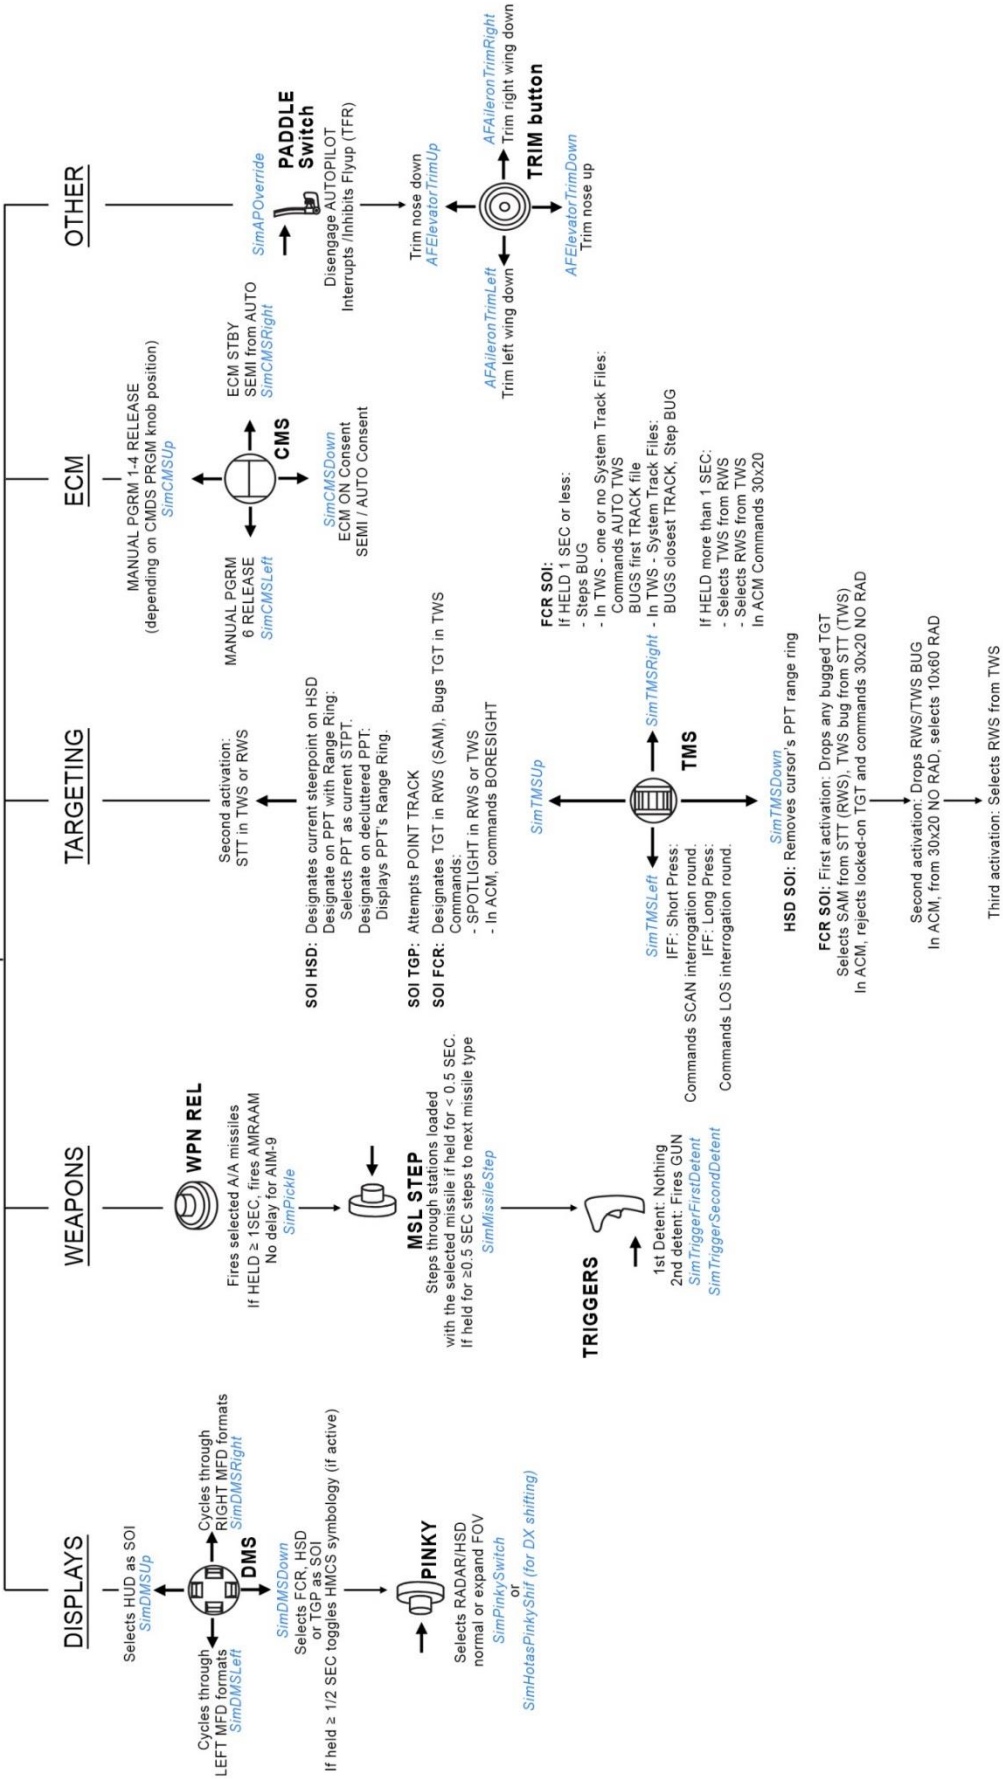 DISPLAYS
Selects HUD as SOI
SimDMSUp
Cycles through
LEFT MFD formats
SimDMSLeft
Cycles through
RIGHT MFD formats
SimDMSRight
DMS
SimDMSDown
Selects FCR, HSD
or TGP as SOI
If held ≥ 1/2 SEC toggles HMCS symbology (if active)
PINKY
Selects RADAR/HSD
normal or expand FOV
SimPinkySwitch
or
SimHotasPinkyShif (for DX shifting)
WEAPONS
WPN REL
Fires selected A/A missiles
If HELD ≥ 1SEC, fires AMRAAM
No delay for AIM-9
SimPickle
MSL STEP
Steps through stations loaded
with the selected missile if held for < 0.5 SEC.
If held for ≥0.5 SEC steps to next missile type
SimMissileStep
TRIGGERS
1st Detent: Nothing
2nd detent: Fires GUN
SimTriggerFirstDetent
SimTriggerSecondDetent
TARGETING
Second activation:
STT in TWS or RWS
SOI HSD: Designates current steerpoint on HSD
Designate on PPT with Range Ring:
Selects PPT as current STPT.
Designate on decluttered PPT:
Displays PPT's Range Ring.
SOI TGP: Attempts POINT TRACK
SOI FCR: Designates TGT in RWS (SAM), Bugs TGT in TWS
Commands:
- SPOTLIGHT in RWS or TWS
- In ACM, commands BORESIGHT
SimTMSUp
SimTMSLeft
IFF: Short Press:
Commands SCAN interrogation round.
IFF: Long Press:
Commands LOS interrogation round.
TMS
SimTMSRight
FCR SOI:
If HELD 1 SEC or less:
- Steps BUG
- In TWS - one or no System Track Files:
Commands AUTO TWS
BUGS first TRACK file
- In TWS - System Track Files:
BUGS closest TRACK, Step BUG
If HELD more than 1 SEC:
- Selects TWS from RWS
- Selects RWS from TWS
In ACM Commands 30x20
SimTMSDown
HSD SOI: Removes cursor's PPT range ring
FCR SOI: First activation: Drops any bugged TGT
Selects SAM from STT (RWS), TWS bug from STT (TWS)
In ACM, rejects locked-on TGT and commands 30x20 NO RAD
Second activation: Drops RWS/TWS BUG
In ACM, from 30x20 NO RAD, selects 10x60 RAD
Third activation: Selects RWS from TWS
ECM
MANUAL PGRM 1-4 RELEASE
(depending on CMDS PRGM knob position)
SimCMSUp
MANUAL PGRM
6 RELEASE
SimCMSLeft
ECM STBY
SEMI from AUTO
SimCMSRight
CMS
SimCMSDown
ECM ON Consent
SEMI / AUTO Consent
OTHER
SimAPOverride
PADDLE
Switch
Disengage AUTOPILOT
Interrupts /Inhibits Flyup (TFR)
Trim nose down
AFElevatorTrimUp
AFAileronTrimLeft
Trim left wing down
AFAileronTrimRight
Trim right wing down
TRIM button
AFElevatorTrimDown
Trim nose up